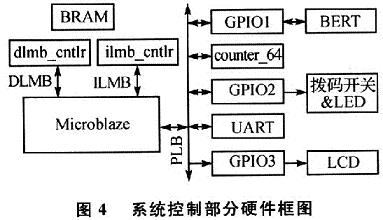 BRAM
GPIO1
BERT
dlmb_cntlr
ilmb_cntlr
counter_64
DLMB
ILMB
GPIO2
拨码开关
&LED
Microblaze
UART
PLB
GPIO3
LCD
图 4 系统控制部分硬件框图